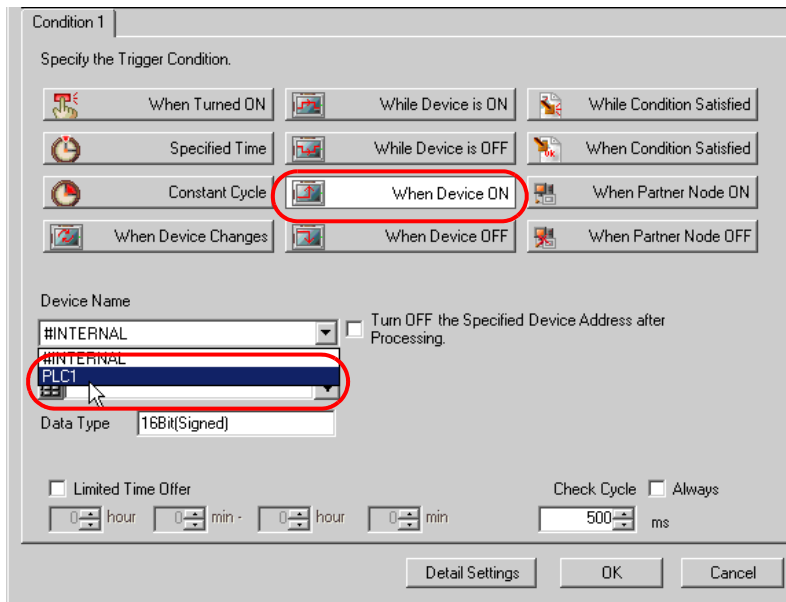 Condition 1
Specify the Trigger Condition.
When Turned ON While Device is ON While Condition Satisfied
Specified Time While Device is OFF When Condition Satisfied
Constant Cycle When Device ON When Partner Node ON
When Device Changes When Device OFF When Partner Node OFF
Device Name
#INTERNAL Turn OFF the Specified Device Address after
Processing.
#INTERNAL
PLC1
Data Type 16Bit(Signed)
Limited Time Offer Check Cycle Always
0 hour 0 min - 0 hour 0 min 500 ms
Detail Settings OK Cancel